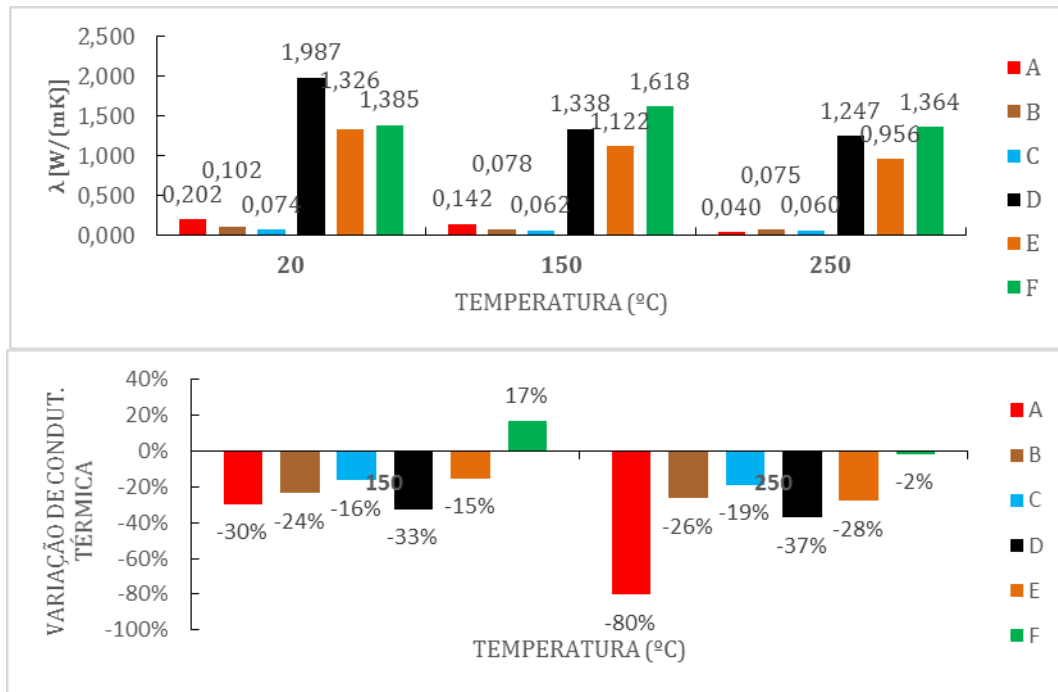 2,500
2,000
1,500
1,000
0,500
0,000
λ [W/(mK)]
0,202
0,102
0,074
1,987
1,326
1,385
0,142
0,078
0,062
1,338
1,122
1,618
0,040
0,075
0,060
1,247
0,956
1,364
20
150
250
TEMPERATURA (ºC)
A
B
C
D
E
F
40%
20%
0%
-20%
-40%
-60%
-80%
-100%
VARIAÇÃO DE CONDUT.
TÉRMICA
-30%
-24%
-16%
-33%
-15%
17%
-80%
-26%
-19%
-37%
-28%
-2%
150
250
TEMPERATURA (ºC)
A
B
C
D
E
F